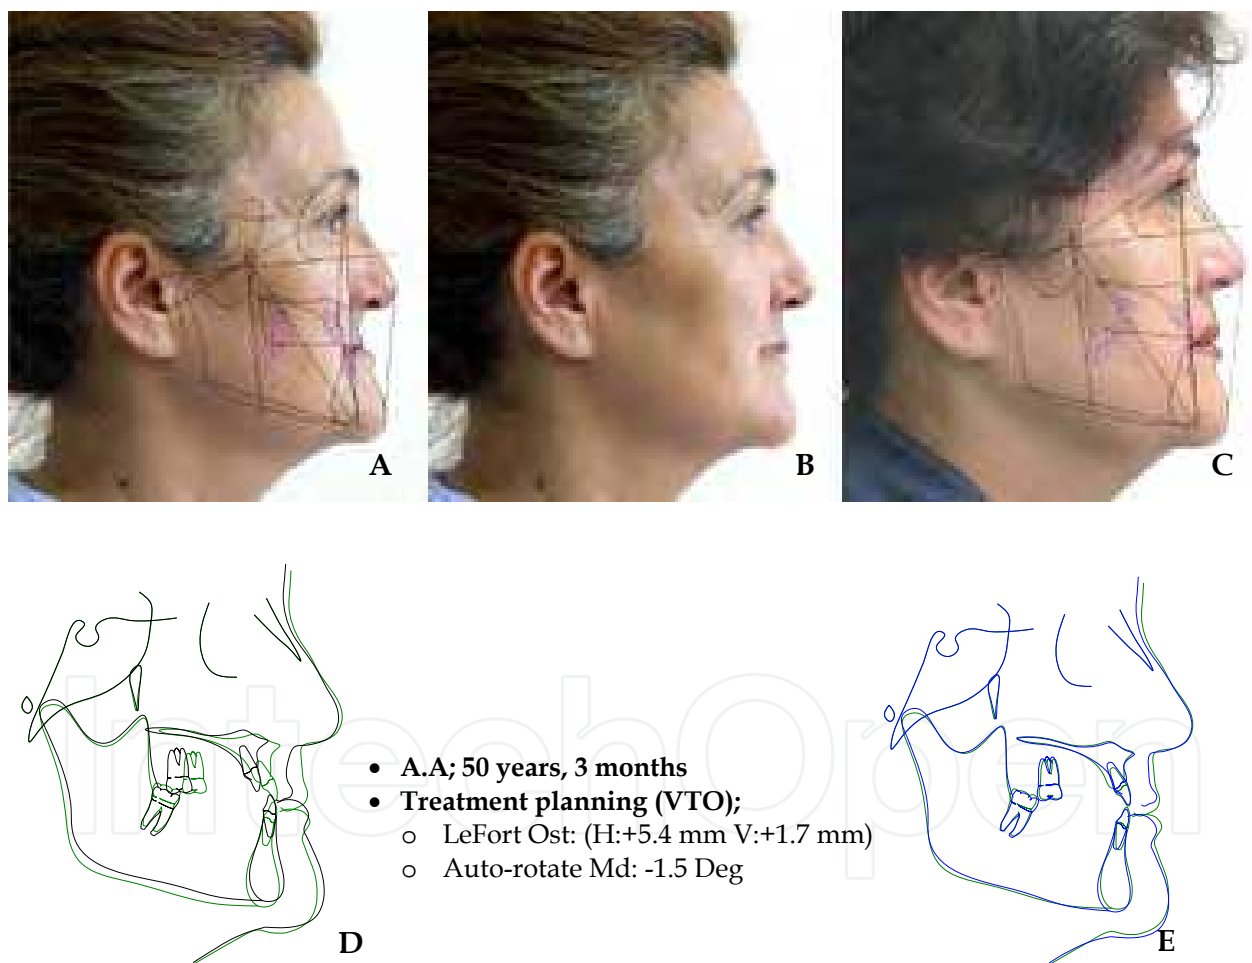 A
B
C
IntechOpen
• A.A; 50 years, 3 months
• Treatment planning (VTO);
o LeFort Ost: (H:+5.4 mm V:+1.7 mm)
o Auto-rotate Md: -1.5 Deg
D
E